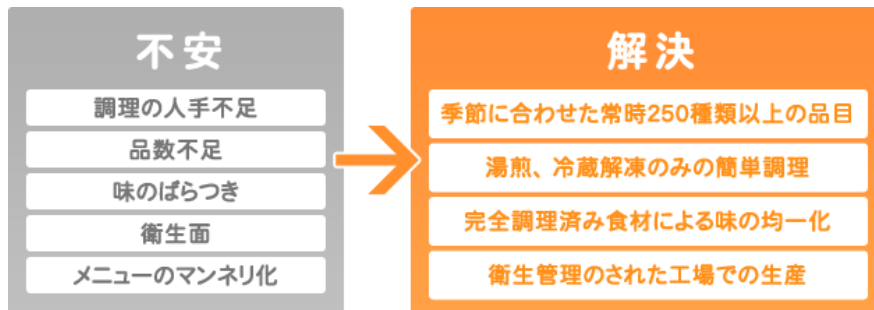 不安
調理の人手不足
品数不足
味のばらつき
衛生面
メニューのマンネリ化
解決
季節に合わせた常時250種類以上の品目
湯煎、冷蔵解凍のみの簡単調理
完全調理済み食材による味の均一化
衛生管理のされた工場での生産